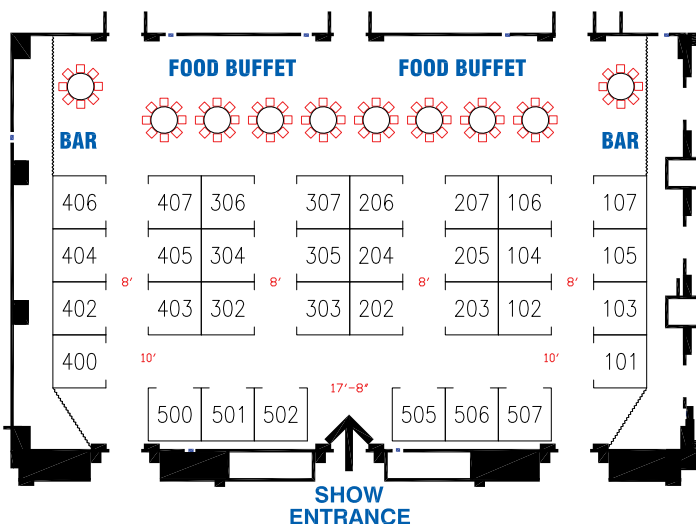 FOOD BUFFET FOOD BUFFET
BAR BAR
406 407 306 307 206 207 106 107
404 405 304 305 204 205 104 105
8' 8' 8' 8'
402 403 302 303 202 203 102 103
400 10' 10' 101
17'-8"
500 501 502 505 506 507
SHOW
ENTRANCE